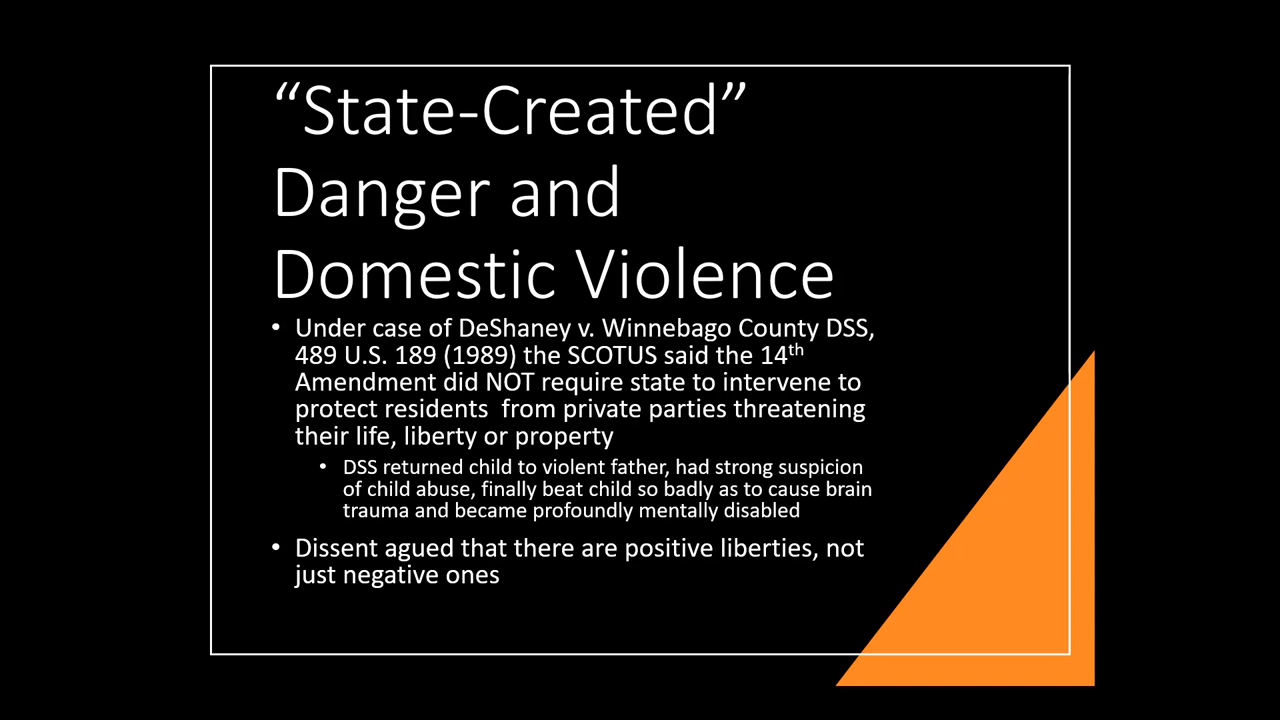 “State-Created”
Danger and
Domestic Violence
• Under case of DeShaney v. Winnebago County DSS,
489 U.S. 189 (1989) the SCOTUS said the 14th
Amendment did NOT require state to intervene to
protect residents  from private parties threatening
their life, liberty or property
• DSS returned child to violent father, had strong suspicion
of child abuse, finally beat child so badly as to cause brain
trauma and became profoundly mentally disabled
• Dissent agued that there are positive liberties, not
just negative ones